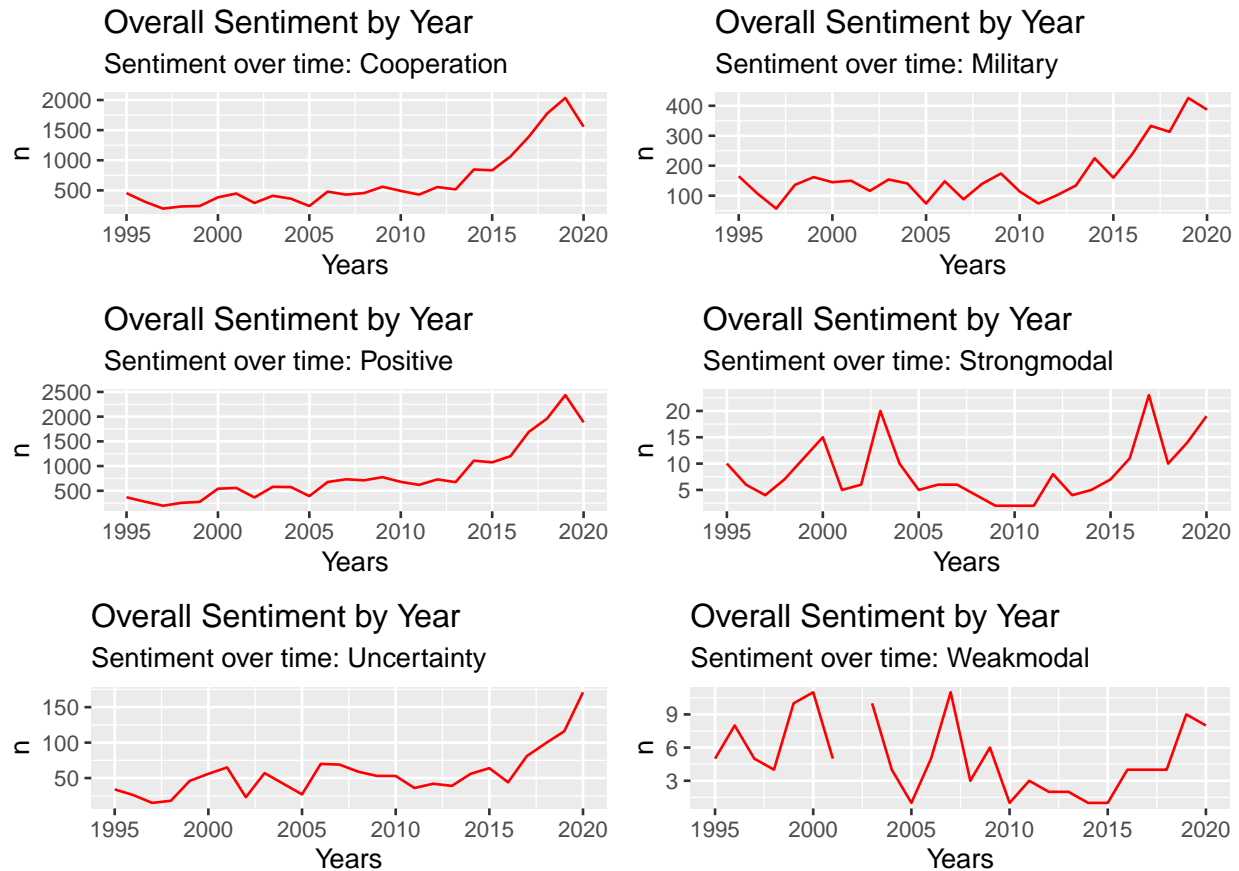 Overall Sentiment by Year
Sentiment over time: Cooperation
2000
1500
1000
500
n
1995 2000 2005 2010 2015 2020
Years
Overall Sentiment by Year
Sentiment over time: Military
400
300
200
100
n
1995 2000 2005 2010 2015 2020
Years
Overall Sentiment by Year
Sentiment over time: Positive
2500
2000
1500
1000
500
n
1995 2000 2005 2010 2015 2020
Years
Overall Sentiment by Year
Sentiment over time: Strongmodal
20
15
10
5
n
1995 2000 2005 2010 2015 2020
Years
Overall Sentiment by Year
Sentiment over time: Uncertainty
150
100
50
n
1995 2000 2005 2010 2015 2020
Years
Overall Sentiment by Year
Sentiment over time: Weakmodal
9
6
3
n
1995 2000 2005 2010 2015 2020
Years